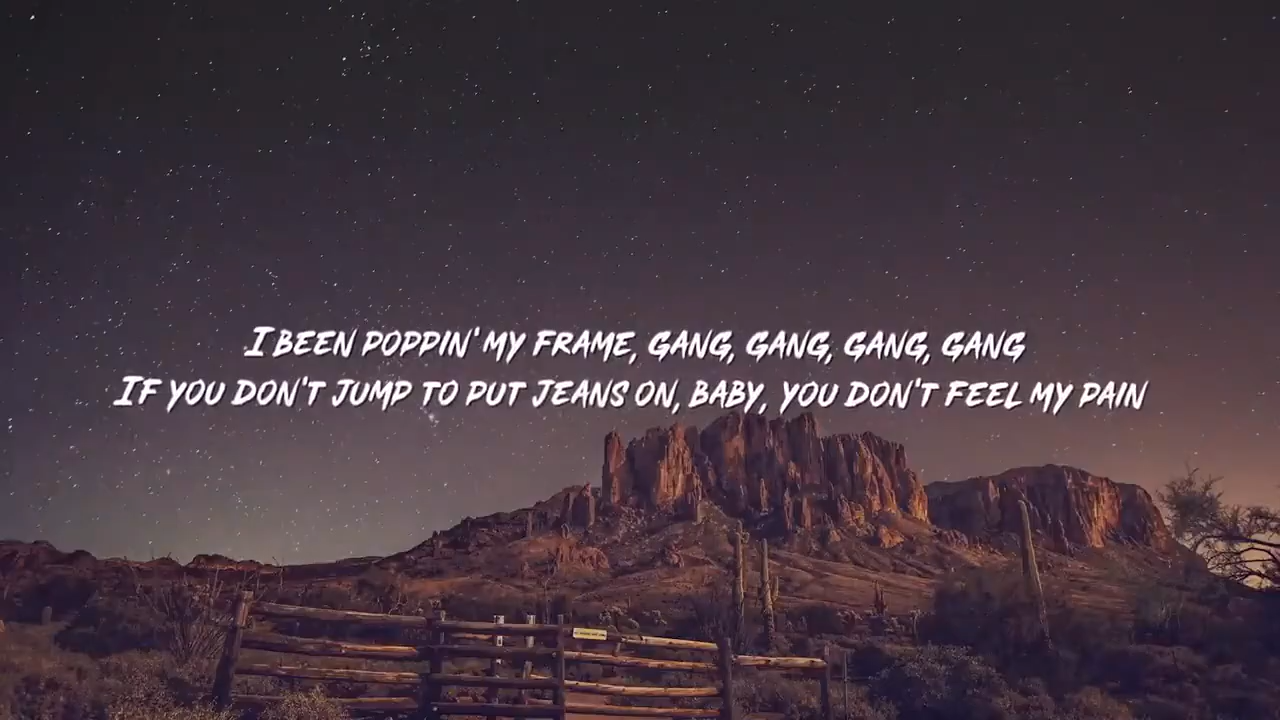 I BEEN POPPIN' MY FRAME, GANG, GANG, GANG, GANG
IF YOU DON'T JUMP TO PUT JEANS ON, BABY, YOU DON'T FEEL MY PAIN